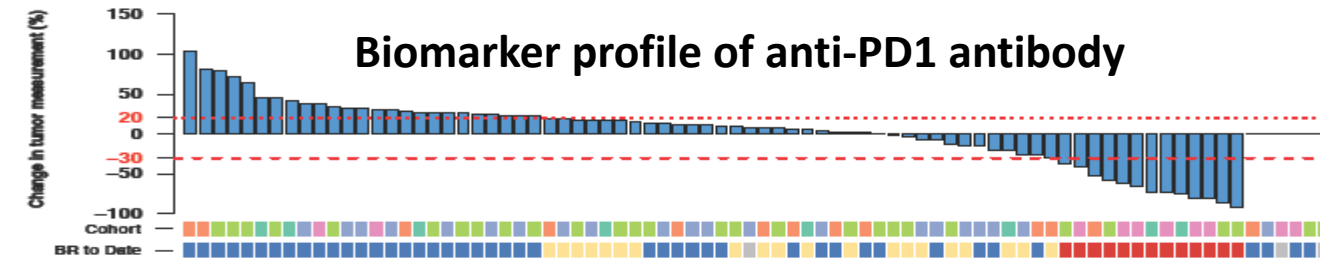 Biomarker profile of anti-PD1 antibody
Change in tumor measurement (%)
150
100
50
20
0
−30
−50
−100
Cohort
BR to Date